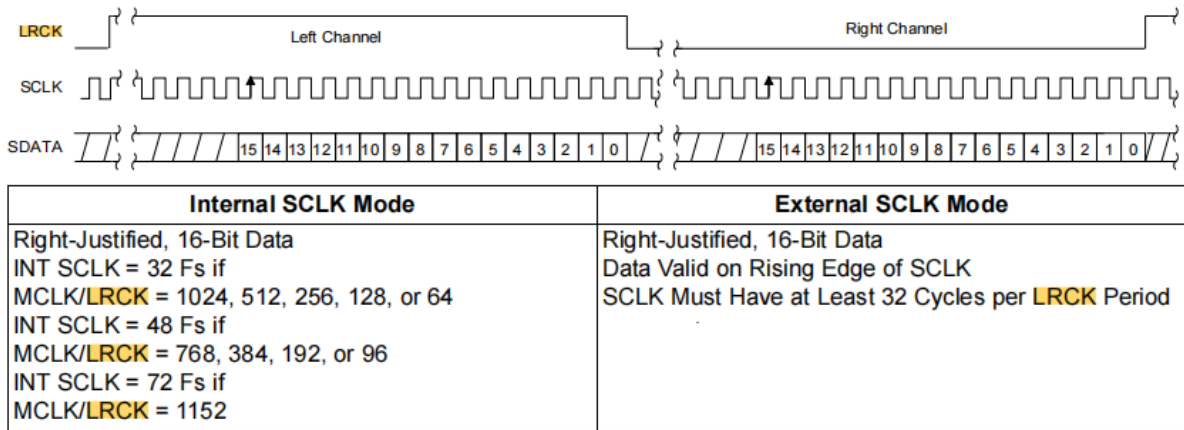 LRCK
Left Channel
Right Channel
SCLK
SDATA
15 14 13 12 11 10 9 8 7 6 5 4 3 2 1 0
15 14 13 12 11 10 9 8 7 6 5 4 3 2 1 0
Internal SCLK Mode
Right-Justified, 16-Bit Data
INT SCLK = 32 Fs if
MCLK/LRCK = 1024, 512, 256, 128, or 64
INT SCLK = 48 Fs if
MCLK/LRCK = 768, 384, 192, or 96
INT SCLK = 72 Fs if
MCLK/LRCK = 1152
External SCLK Mode
Right-Justified, 16-Bit Data
Data Valid on Rising Edge of SCLK
SCLK Must Have at Least 32 Cycles per LRCK Period